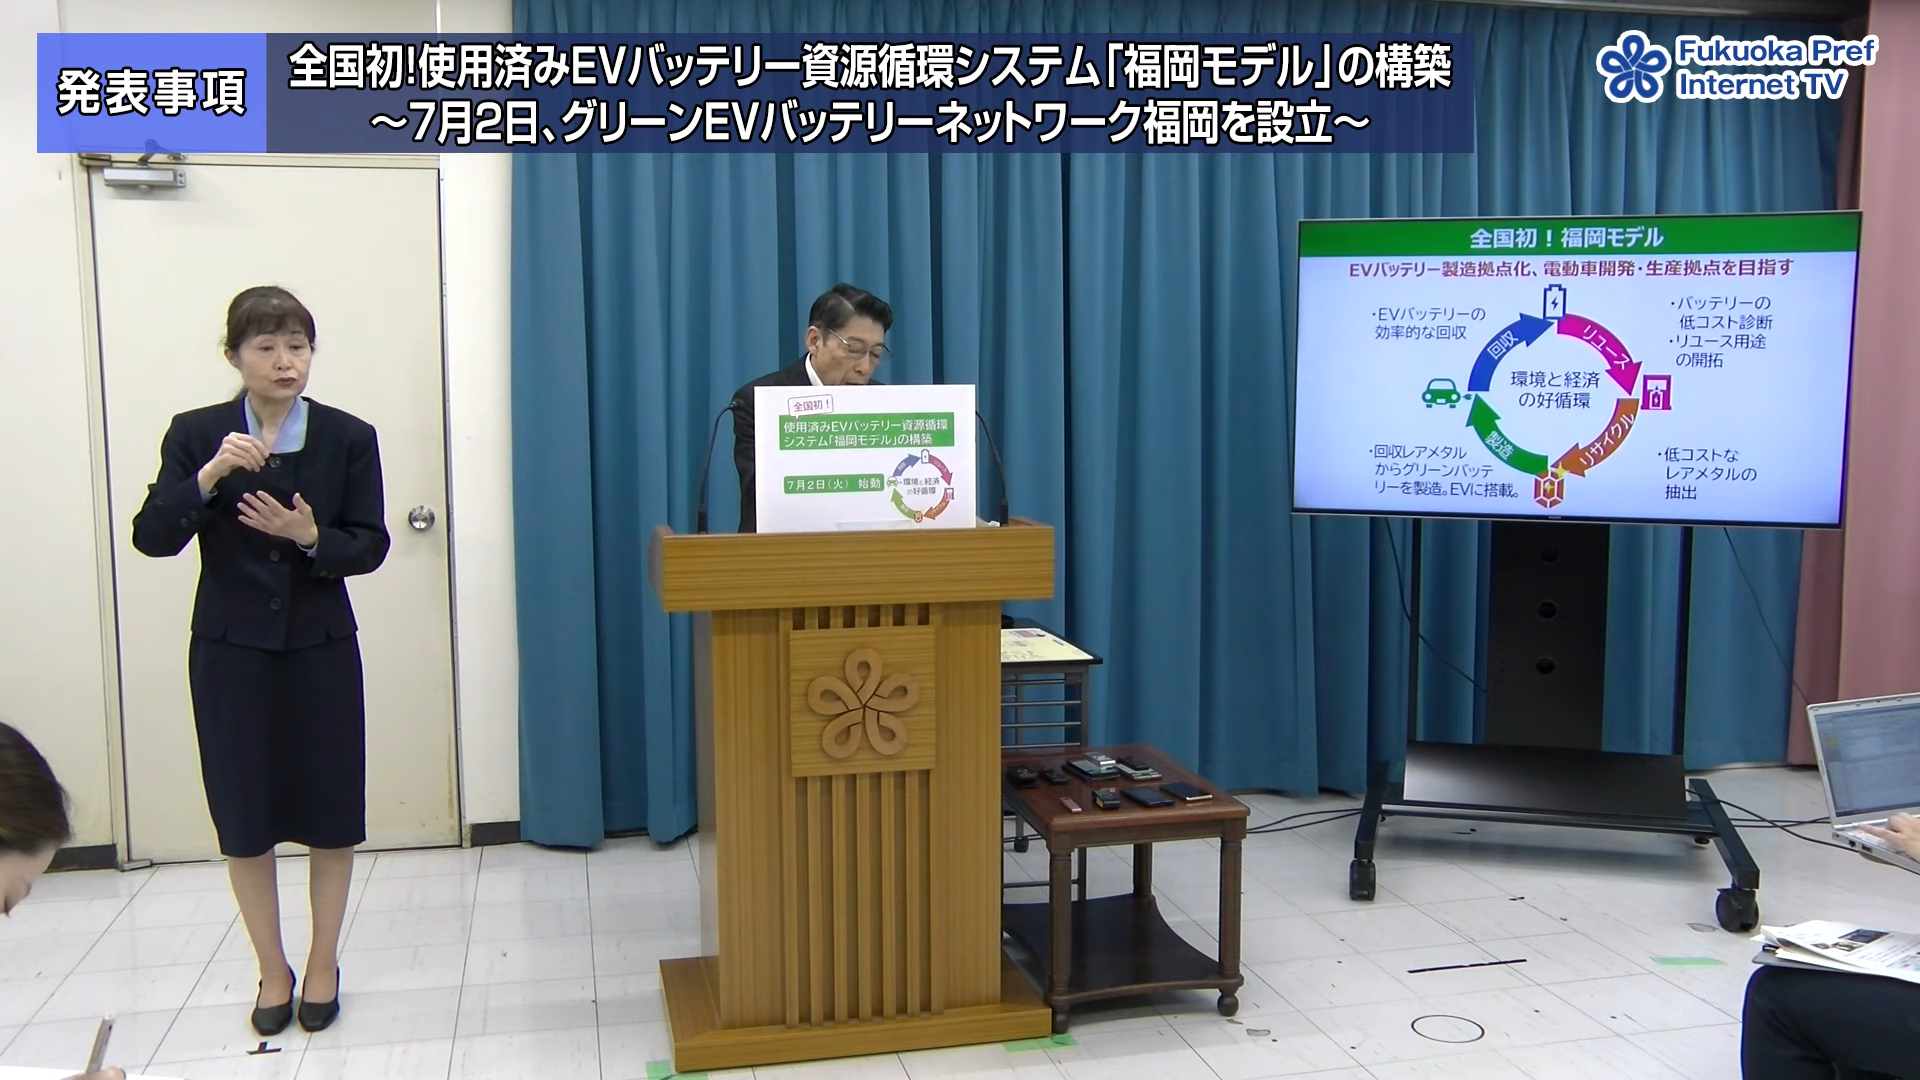 発表事項
全国初!使用済みEVバッテリー資源循環システム「福岡モデル」の構築
～7月2日、グリーンEVバッテリーネットワーク福岡を設立～
Fukuoka Pref
Internet TV
全国初！
使用済みEVバッテリー資源循環
システム「福岡モデル」の構築
7月2日（火） 始動
環境と経済
の好循環
全国初！福岡モデル
EVバッテリー製造拠点化、電動車開発・生産拠点を目指す
・EVバッテリーの
効率的な回収
・バッテリーの
低コスト診断
・リユース用途
の開拓
回収
リユース
環境と経済
の好循環
製造
リサイクル
・回収レアメタル
からグリーンバッテ
リーを製造。EVに搭載。
・低コストな
レアメタルの
抽出